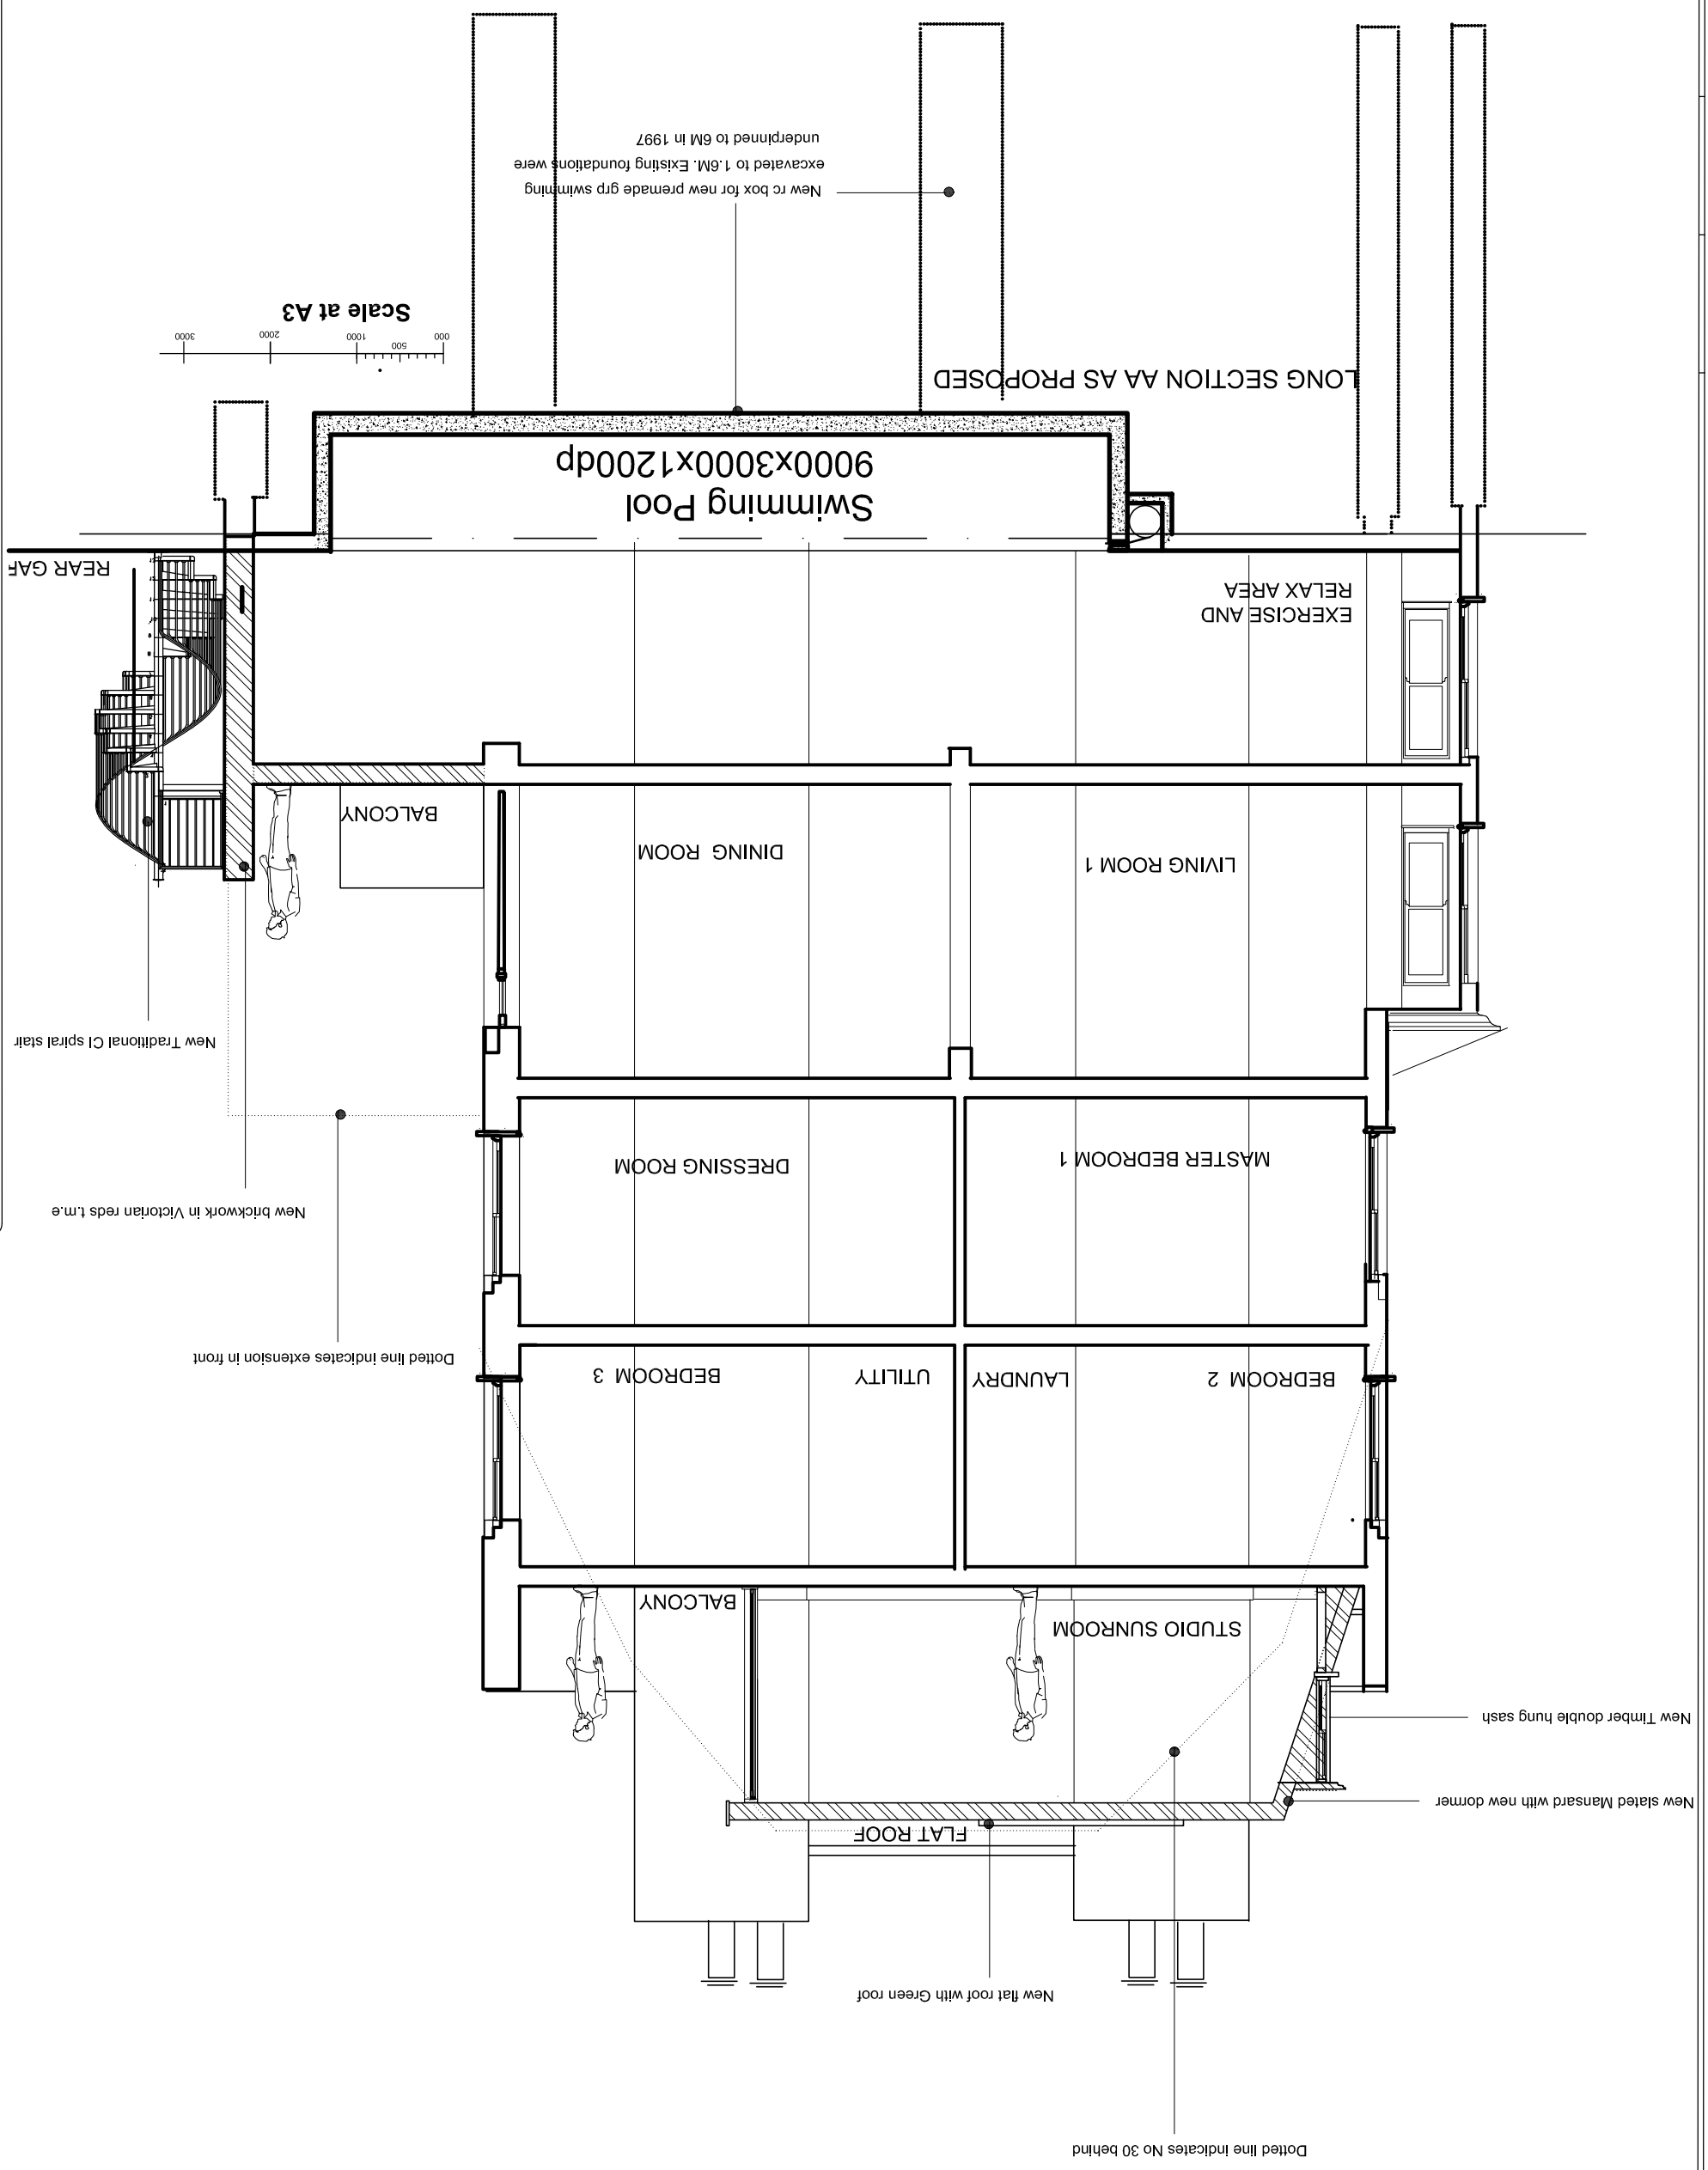 Dotted line indicates No 30 behind
New flat roof with Green roof
FLAT ROOF
New slated Mansard with new dormer
New Timber double hung sash
STUDIO SUNROOM
BALCONY
BEDROOM 2
LAUNDRY
UTILITY
BEDROOM 3
Dotted line indicates extension in front
New brickwork in Victorian reds t.m.e
MASTER BEDROOM 1
DRESSING ROOM
New Traditional CI spiral stair
LIVING ROOM 1
DINING ROOM
BALCONY
EXERCISE AND
RELAX AREA
REAR GAR
Swimming Pool
9000x3000x1200dp
LONG SECTION AA AS PROPOSED
000
500
1000
2000
3000
Scale at A3
New rc box for new premade grp swimming
excavated to 1.6M. Existing foundations were
underpinned to 6M in 1997